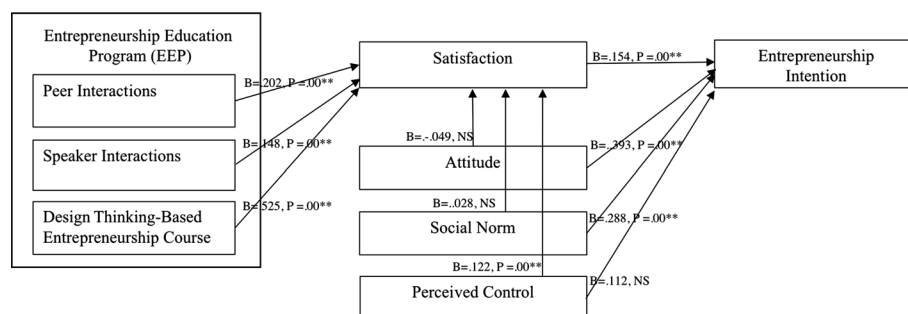 Entrepreneurship Education
Program (EEP)
Peer Interactions
Speaker Interactions
Design Thinking-Based
Entrepreneurship Course
B=.202, P =.00**
B=.148, P =.00**
B=.525, P =.00**
Satisfaction
B=.-.049, NS
Attitude
B=..028, NS
Social Norm
B=.122, P =.00**
Perceived Control
B=.154, P =.00**
B=.393, P =.00**
B=.288, P =.00**
B=.112, NS
Entrepreneurship
Intention